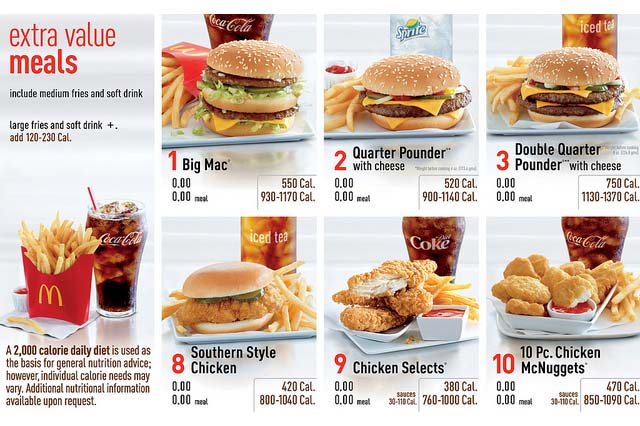 extra value
meals
include medium fries and soft drink
large fries and soft drink +.
add 120-230 Cal.
Coca-Cola
A 2,000 calorie daily diet is used as
the basis for general nutrition advice;
however, individual calorie needs may
vary. Additional nutritional information
available upon request.
Coca-Cola
1 Big Mac®
0.00 550 Cal.
0.00 meal 930-1170 Cal.
Sprite
2 Quarter Pounder
with cheese
0.00 520 Cal.
0.00 meal 900-1140 Cal.
iced tea
3 Double Quarter
Pounder with cheese
0.00 750 Cal.
0.00 meal 1130-1370 Cal.
iced tea
8 Southern Style
Chicken
0.00 420 Cal.
0.00 meal 800-1040 Cal.
Diet
Coke
9 Chicken Selects®
0.00 380 Cal.
0.00 meal sauces 30-110 Cal. 760-1000 Cal.
Coca-Cola
10 10 Pc. Chicken
McNuggets®
0.00 470 Cal.
0.00 meal sauces 30-110 Cal. 850-1090 Cal.